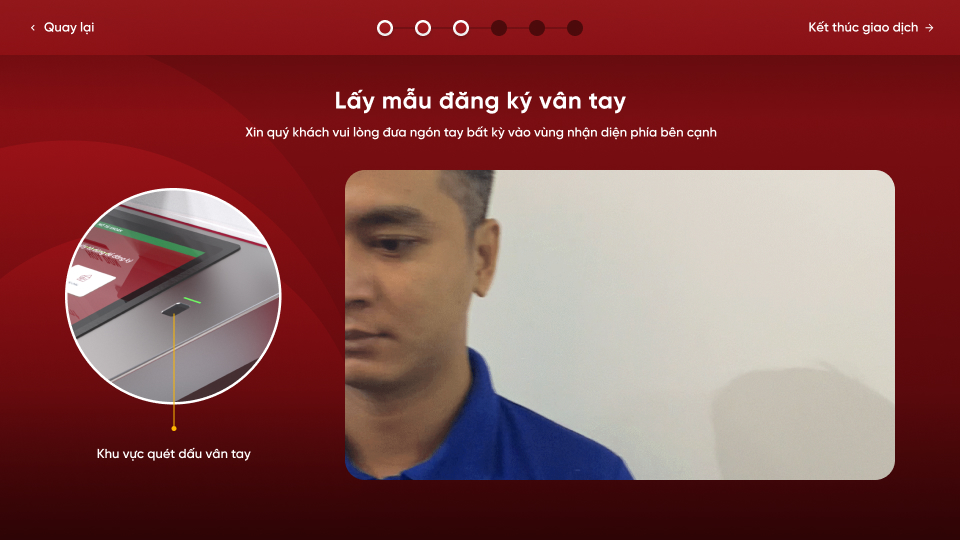 Quay lại
Kết thúc giao dịch
Lấy mẫu đăng ký vân tay
Xin quý khách vui lòng đưa ngón tay bất kỳ vào vùng nhận diện phía bên cạnh
Khu vực quét dấu vân tay